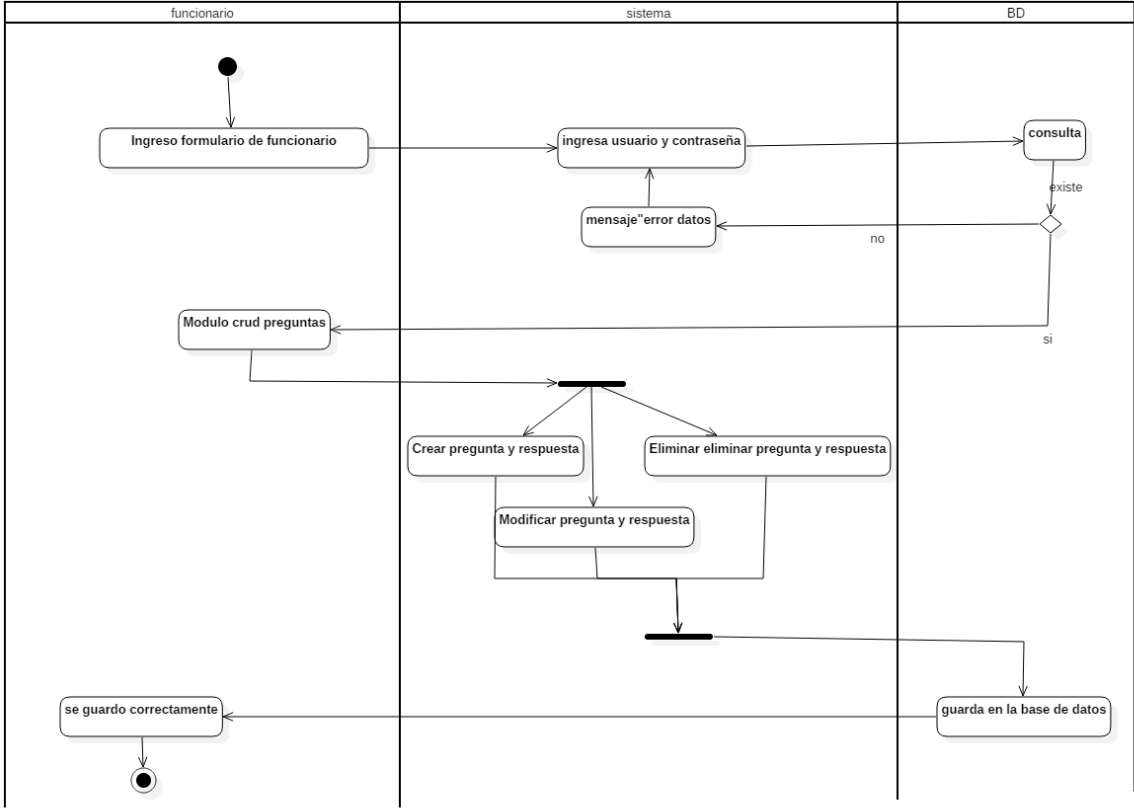 funcionario
sistema
BD
Ingreso formulario de funcionario
ingresa usuario y contraseña
consulta
existe
mensaje"error datos
no
Modulo crud preguntas
si
Crear pregunta y respuesta
Eliminar eliminar pregunta y respuesta
Modificar pregunta y respuesta
se guardo correctamente
guarda en la base de datos